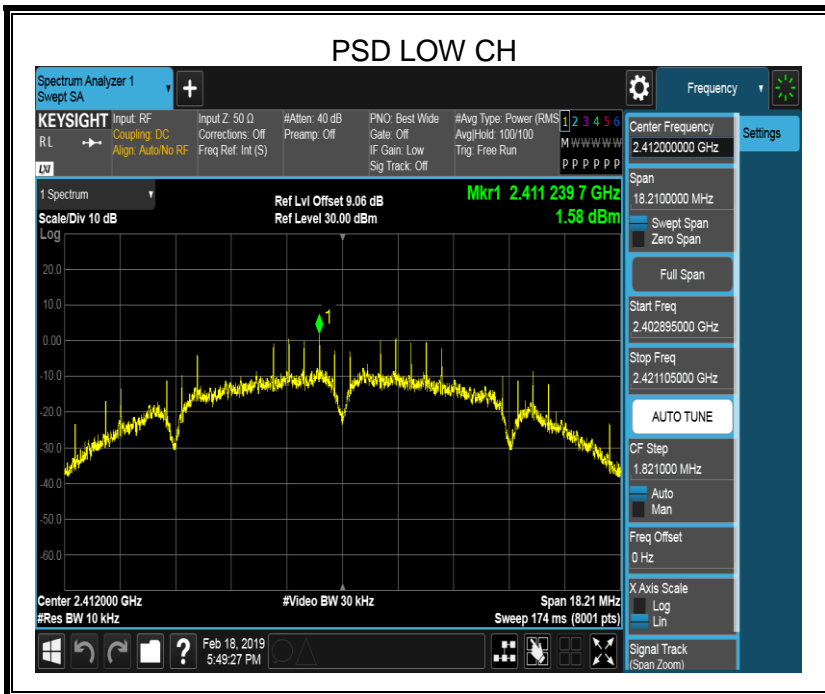 PSD LOW CH
Spectrum Analyzer 1
Swept SA
+
Frequency
KEYSIGHT
RL
LXI
Input: RF
Coupling: DC
Align: Auto/No RF
Input Z: 50 Ω
Corrections: Off
Freq Ref: Int (S)
#Atten: 40 dB
Preamp: Off
PNO: Best Wide
Gate: Off
IF Gain: Low
Sig Track: Off
#Avg Type: Power (RMS
Avg|Hold: 100/100
Trig: Free Run
1 2 3 4 5 6
M W W W W W
P P P P P P
1 Spectrum
Scale/Div 10 dB
Log
Ref Lvl Offset 9.06 dB
Ref Level 30.00 dBm
Mkr1 2.411 239 7 GHz
1.58 dBm
20.0
10.0
0.00
-10.0
-20.0
-30.0
-40.0
-50.0
-60.0
1
Center 2.412000 GHz
#Res BW 10 kHz
#Video BW 30 kHz
Span 18.21 MHz
Sweep 174 ms (8001 pts)
Center Frequency
2.412000000 GHz
Settings
Span
18.2100000 MHz
Swept Span
Zero Span
Full Span
Start Freq
2.402895000 GHz
Stop Freq
2.421105000 GHz
AUTO TUNE
CF Step
1.821000 MHz
Auto
Man
Freq Offset
0 Hz
X Axis Scale
Log
Lin
Signal Track
(Span Zoom)
?
Feb 18, 2019
5:49:27 PM